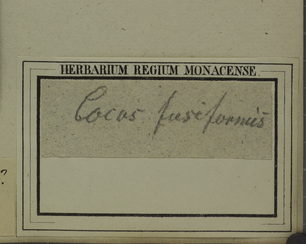 HERBARIUM REGIUM MONACENSE.
Cocos fusiformis
?